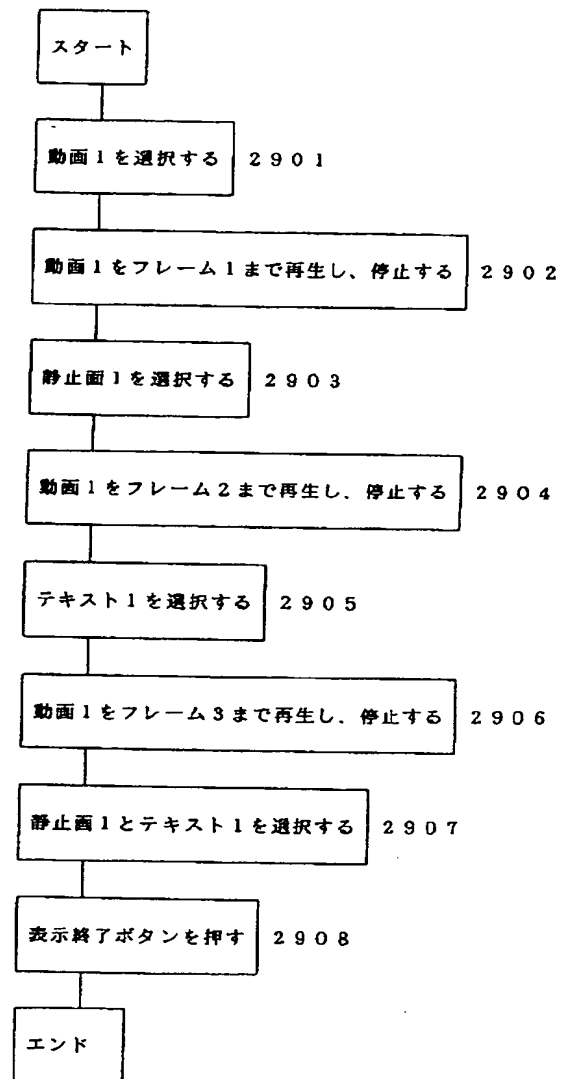 スタート
動画1を選択する 2901
動画1をフレーム1まで再生し、停止する 2902
静止画1を選択する 2903
動画1をフレーム2まで再生し、停止する 2904
テキスト1を選択する 2905
動画1をフレーム3まで再生し、停止する 2906
静止画1とテキスト1を選択する 2907
表示終了ボタンを押す 2908
エンド